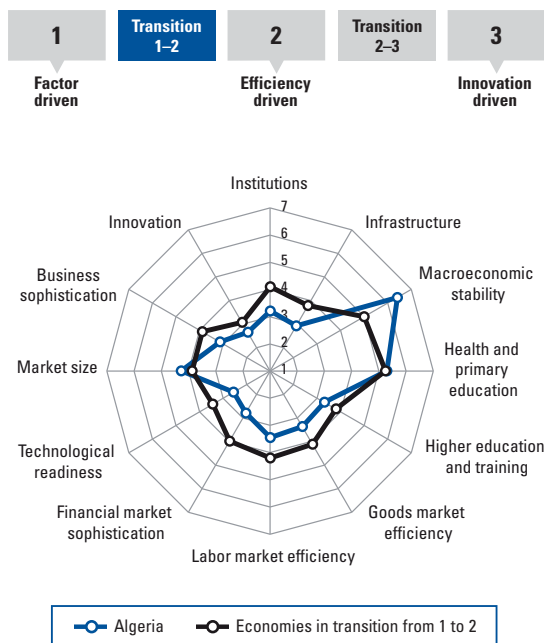 1
Transition
1–2
2
Transition
2–3
3
Factor
driven
Efficiency
driven
Innovation
driven
Institutions
Infrastructure
Macroeconomic
stability
Health and
primary
education
Higher education
and training
Goods market
efficiency
Labor market efficiency
Financial market
sophistication
Technological
readiness
Market size
Business
sophistication
Innovation
7
6
5
4
3
2
1
Algeria
Economies in transition from 1 to 2